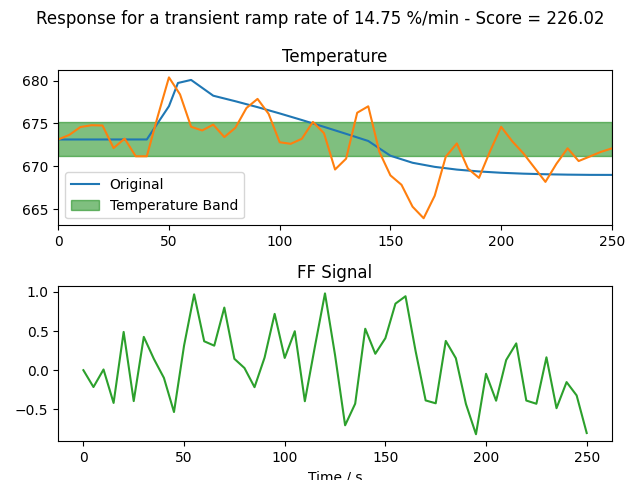 Response for a transient ramp rate of 14.75 %/min - Score = 226.02
Temperature
680
675
670
665
Original
Temperature Band
0 50 100 150 200 250
FF Signal
1.0
0.5
0.0
−0.5
0 50 100 150 200 250
Time / s